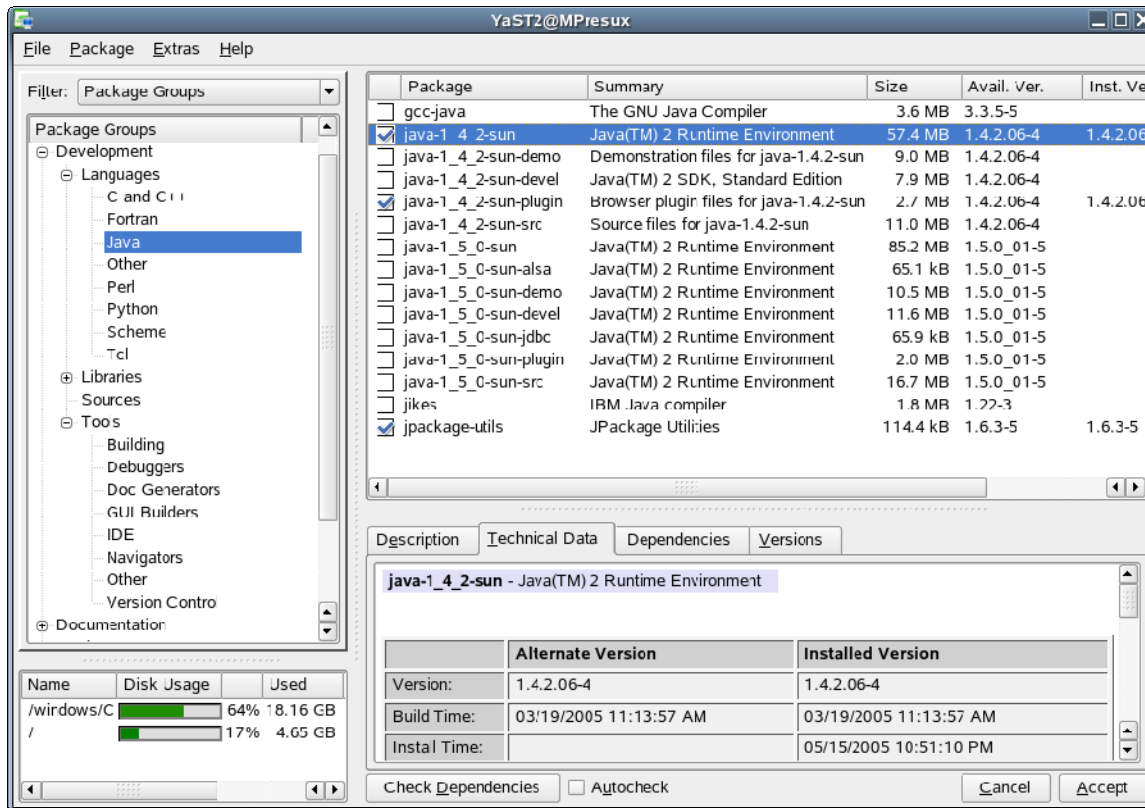 YaST2@MPresux
File Package Extras Help
Filter: Package Groups
Package Groups
Development
Languages
C and C++
Fortran
Java
Other
Perl
Python
Scheme
Tcl
Libraries
Sources
Tools
Building
Debuggers
Doc Generators
GUI Builders
IDE
Navigators
Other
Version Control
Documentation
Name Disk Usage Used
/windows/C 64% 18.16 GB
/ 17% 4.65 GB
Package Summary Size Avail. Ver. Inst. Ve
gcc-java The GNU Java Compiler 3.6 MB 3.3.5-5
java-1_4_2-sun Java(TM) 2 Runtime Environment 57.4 MB 1.4.2.06-4 1.4.2.06
java-1_4_2-sun-demo Demonstration files for java-1.4.2-sun 9.0 MB 1.4.2.06-4
java-1_4_2-sun-devel Java(TM) 2 SDK, Standard Edition 7.9 MB 1.4.2.06-4
java-1_4_2-sun-plugin Browser plugin files for java-1.4.2-sun 2.7 MB 1.4.2.06-4 1.4.2.06
java-1_4_2-sun-src Source files for java-1.4.2-sun 11.0 MB 1.4.2.06-4
java-1_5_0-sun Java(TM) 2 Runtime Environment 85.2 MB 1.5.0_01-5
java-1_5_0-sun-alsa Java(TM) 2 Runtime Environment 65.1 kB 1.5.0_01-5
java-1_5_0-sun-demo Java(TM) 2 Runtime Environment 10.5 MB 1.5.0_01-5
java-1_5_0-sun-devel Java(TM) 2 Runtime Environment 11.6 MB 1.5.0_01-5
java-1_5_0-sun-jdbc Java(TM) 2 Runtime Environment 65.9 kB 1.5.0_01-5
java-1_5_0-sun-plugin Java(TM) 2 Runtime Environment 2.0 MB 1.5.0_01-5
java-1_5_0-sun-src Java(TM) 2 Runtime Environment 16.7 MB 1.5.0_01-5
jikes IBM Java compiler 1.8 MB 1.22-3
jpackage-utils JPackage Utilities 114.4 kB 1.6.3-5 1.6.3-5
Description Technical Data Dependencies Versions
java-1_4_2-sun - Java(TM) 2 Runtime Environment
Alternate Version Installed Version
Version: 1.4.2.06-4 1.4.2.06-4
Build Time: 03/19/2005 11:13:57 AM 03/19/2005 11:13:57 AM
Instal Time: 05/15/2005 10:51:10 PM
Check Dependencies Autocheck Cancel Accept